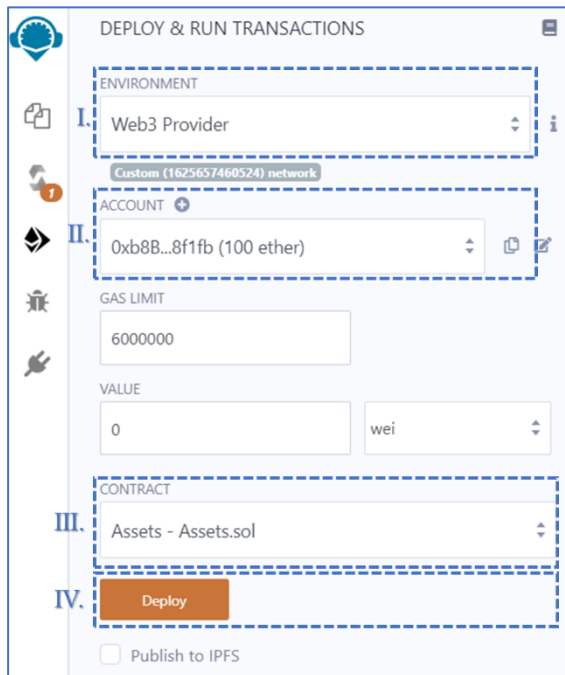 DEPLOY & RUN TRANSACTIONS
ENVIRONMENT
I.
Web3 Provider
i
Custom (1625657460524) network
1
ACCOUNT
II.
0xb8B...8f1fb (100 ether)
GAS LIMIT
6000000
VALUE
0 wei
CONTRACT
III.
Assets - Assets.sol
IV.
Deploy
Publish to IPFS